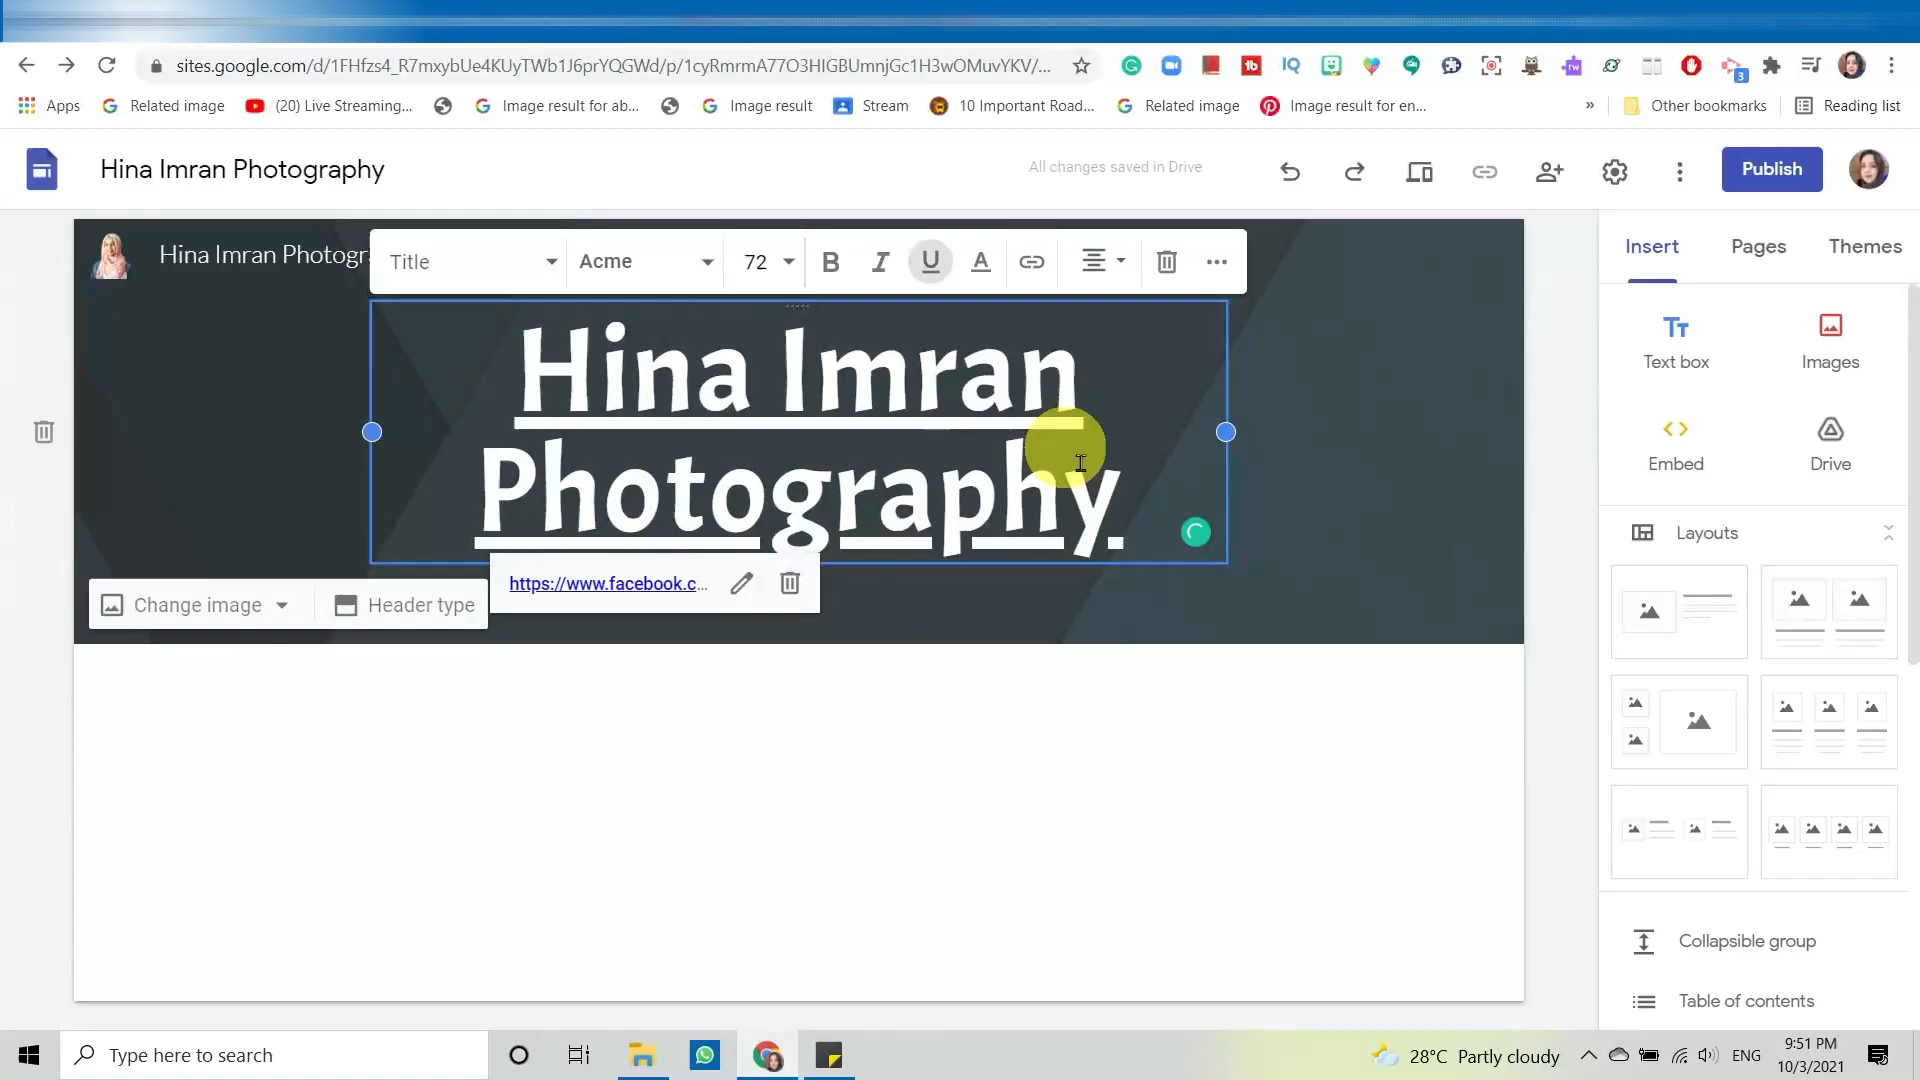 sites.google.com/d/1FHfzs4_R7mxybUe4KUyTWb1J6prYQGWd/p/1cyRmrmA77O3HIGBUmnjGc1H3wOMuvYKV/...
3
Apps
Related image
(20) Live Streaming...
Image result for ab...
Image result
Stream
10 Important Road...
Related image
Image result for en...
»
Other bookmarks
Reading list
Hina Imran Photography
All changes saved in Drive
Publish
Hina Imran Photogr
Title
Acme
72
B I U A
Insert
Pages
Themes
Hina Imran
Photography
https://www.facebook.c...
Change image
Header type
Text box
Images
Embed
Drive
Layouts
Collapsible group
Table of contents
Type here to search
28°C Partly cloudy
ENG
9:51 PM
10/3/2021